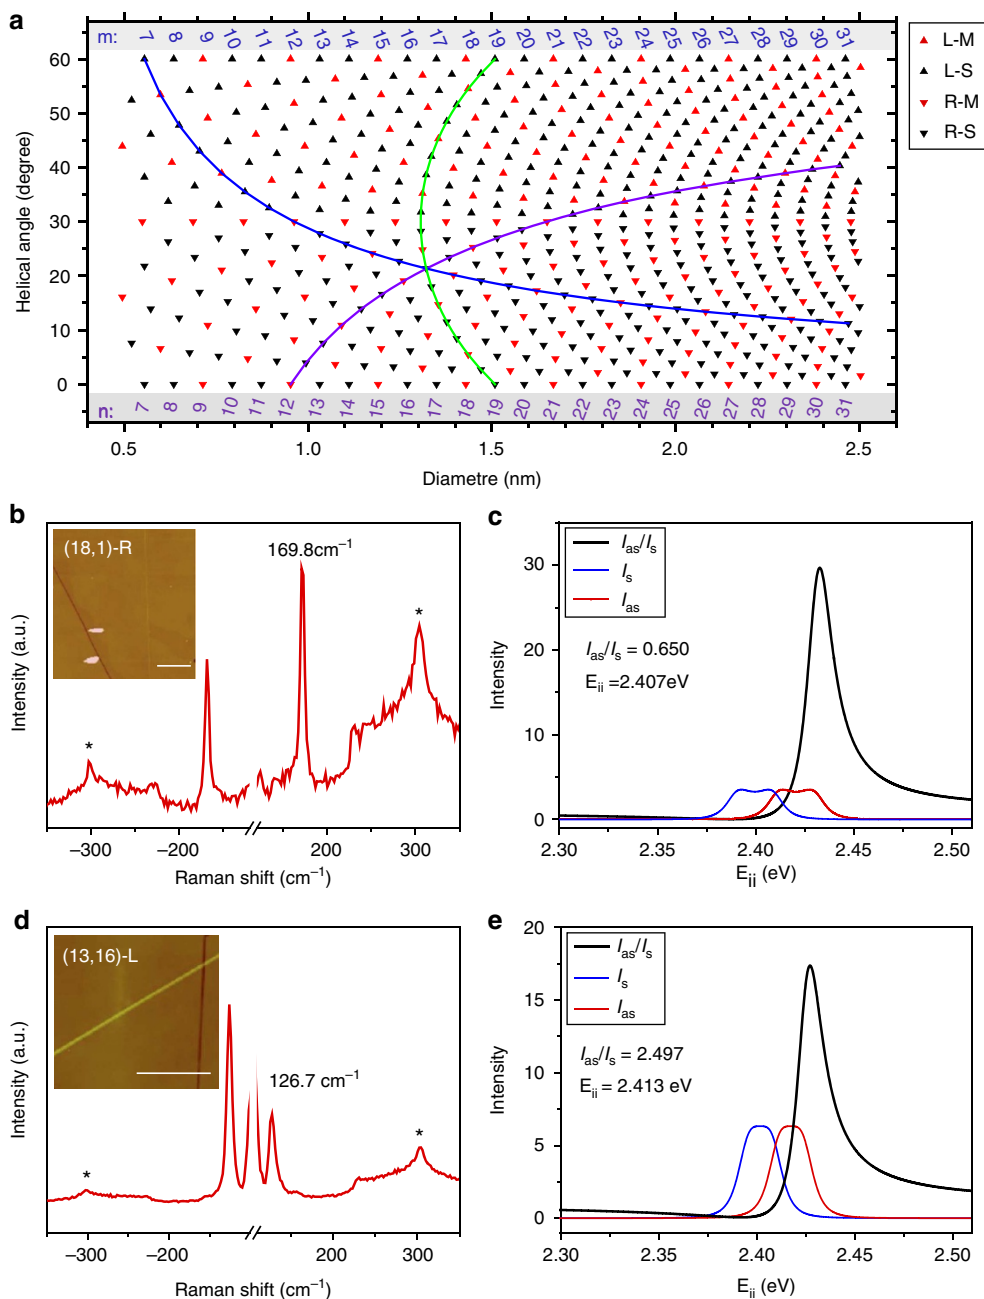 a
m: 7 8 9 10 11 12 13 14 15 16 17 18 19 20 21 22 23 24 25 26 27 28 29 30 31
L-M
L-S
R-M
R-S
60
50
40
30
20
10
0
Helical angle (degree)
n: 7 8 9 10 11 12 13 14 15 16 17 18 19 20 21 22 23 24 25 26 27 28 29 30 31
0.5 1.0 1.5 2.0 2.5
Diametre (nm)
b
(18,1)-R
169.8cm⁻¹
*
*
Intensity (a.u.)
−300 −200 200 300
Raman shift (cm⁻¹)
c
Ias/Is
Is
Ias
Ias/Is = 0.650
Eii =2.407eV
30
20
10
0
Intensity
2.30 2.35 2.40 2.45 2.50
Eii (eV)
d
(13,16)-L
126.7 cm⁻¹
*
*
Intensity (a.u.)
−300 −200 200 300
Raman shift (cm⁻¹)
e
Ias/Is
Is
Ias
Ias/Is = 2.497
Eii = 2.413 eV
20
15
10
5
0
Intensity
2.30 2.35 2.40 2.45 2.50
Eii (eV)